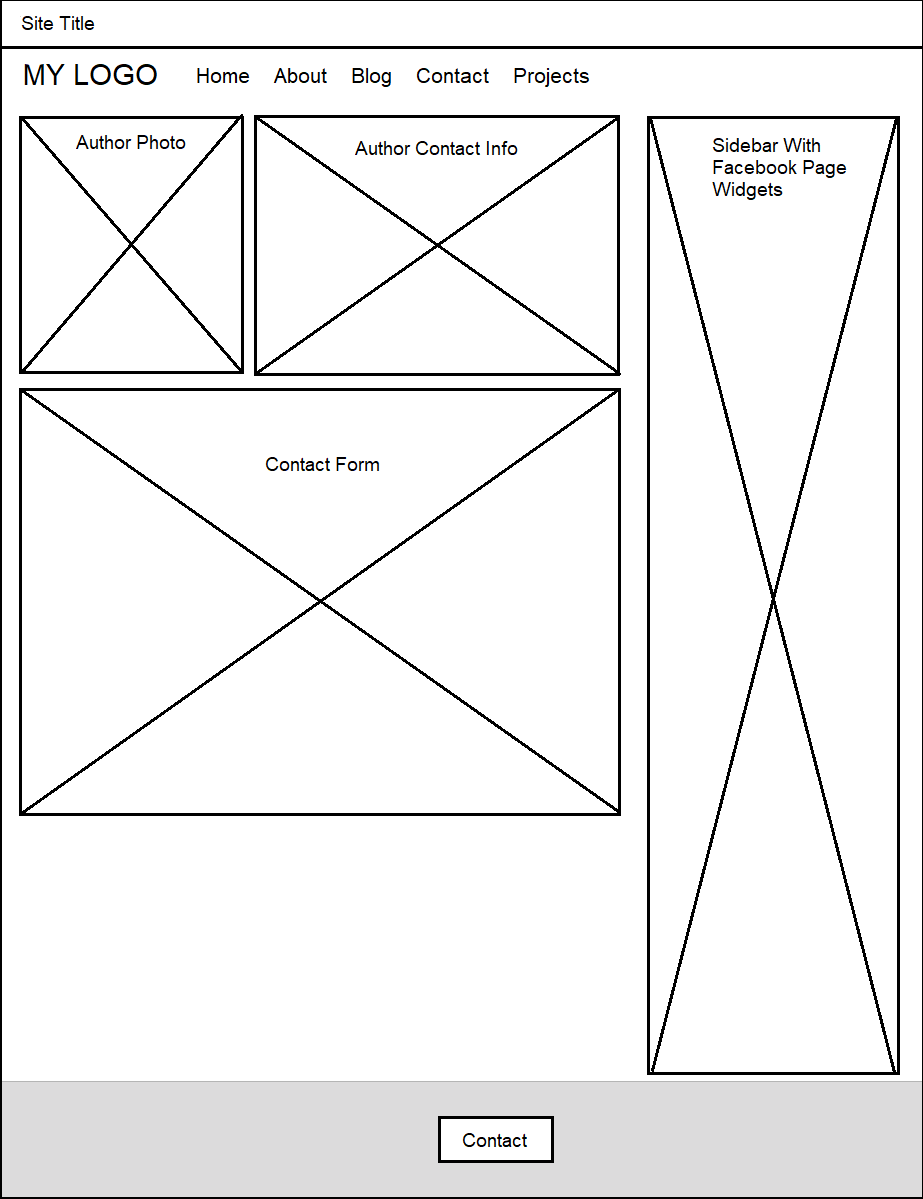 Site Title
MY LOGO Home About Blog Contact Projects
Author Photo
Author Contact Info
Sidebar With
Facebook Page
Widgets
Contact Form
Contact